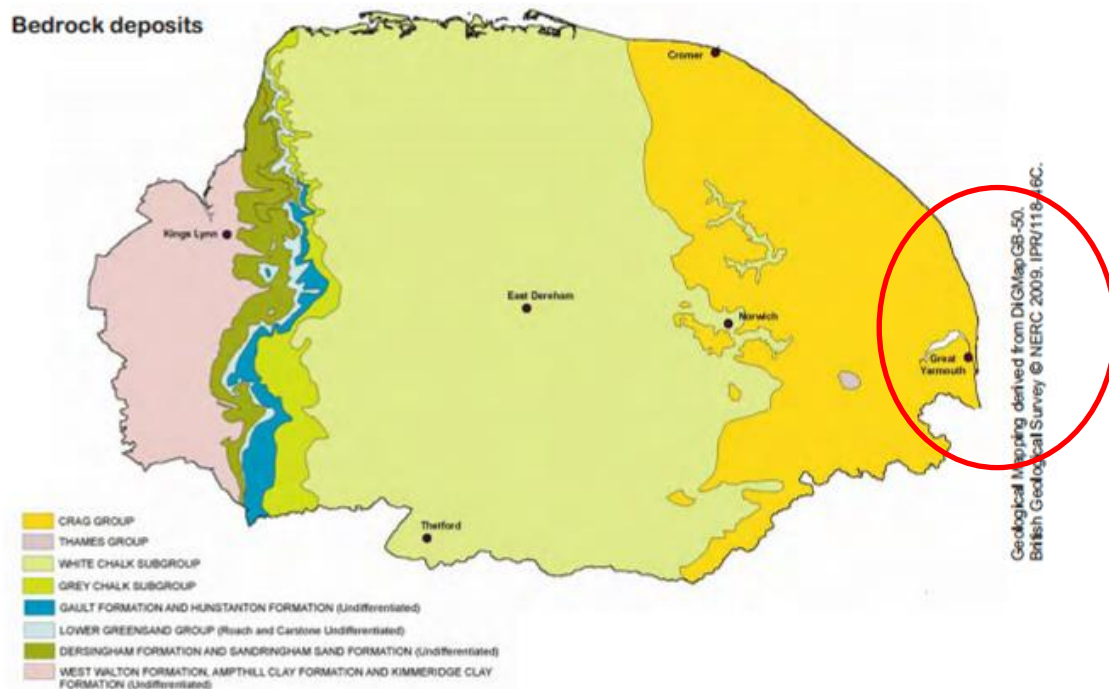 Bedrock deposits
Cromer
Kings Lynn
East Dereham
Norwich
Great
Yarmouth
Thetford
CRAG GROUP
THAMES GROUP
WHITE CHALK SUBGROUP
GREY CHALK SUBGROUP
GAULT FORMATION AND HUNSTANTON FORMATION (Undifferentiated)
LOWER GREENSAND GROUP (Roach and Carstone Undifferentiated)
DERSINGHAM FORMATION AND SANDRINGHAM SAND FORMATION (Undifferentiated)
WEST WALTON FORMATION, AMPTHILL CLAY FORMATION AND KIMMERIDGE CLAY
FORMATION (Undifferentiated)
Geological Mapping derived from DiGMapGB-50.
British Geological Survey © NERC 2009. IPR/118-46C.